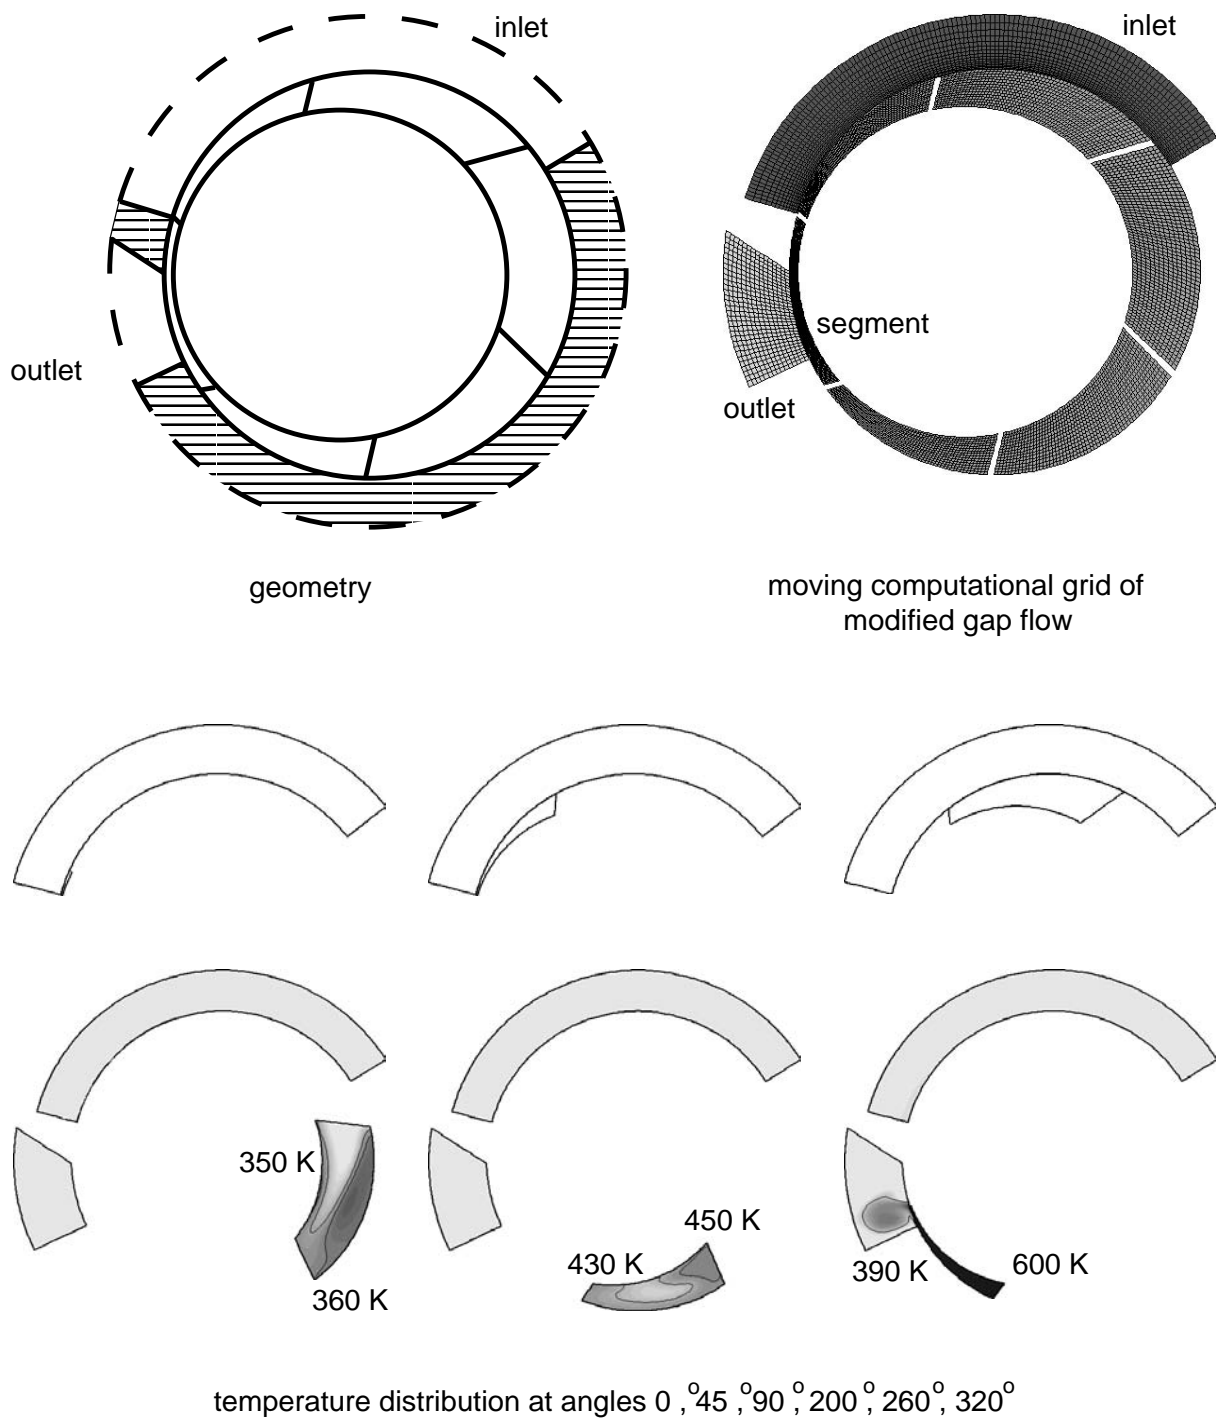 inlet
inlet
segment
outlet
outlet
geometry
moving computational grid of
modified gap flow
350 K
360 K
430 K
450 K
390 K
600 K
temperature distribution at angles 0 ,°45 ,°90 °, 200 °, 260 °, 320°